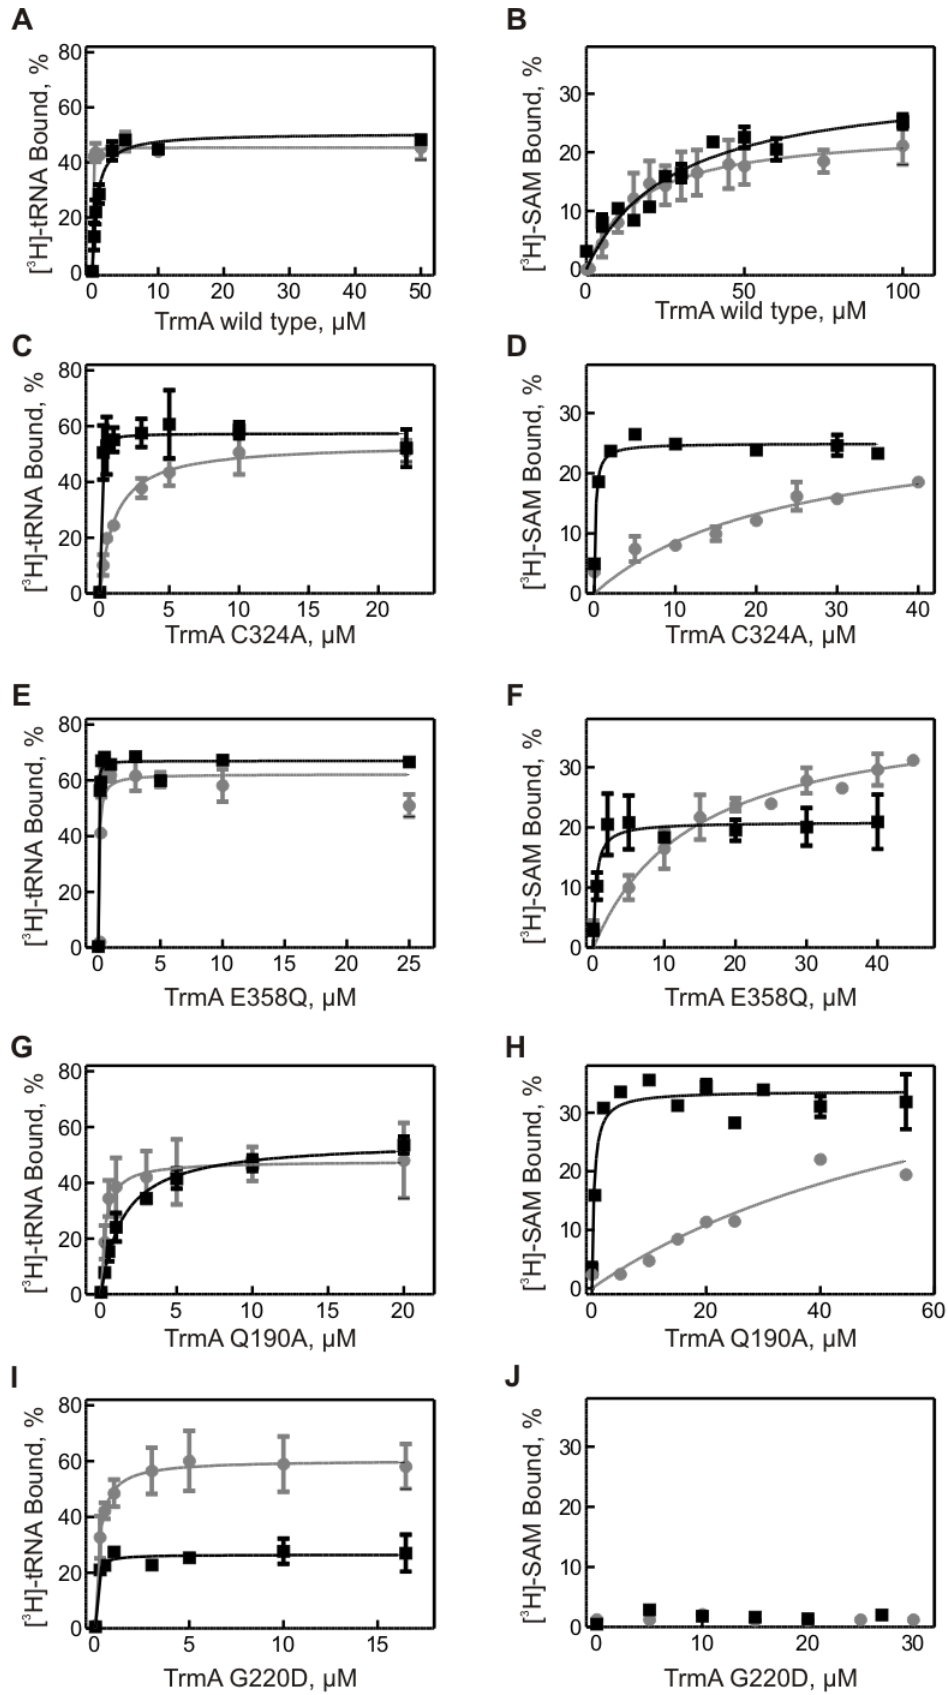 A
B
[³H]-tRNA Bound, %
80
60
40
20
0
0 10 20 30 40 50
TrmA wild type, µM
[³H]-SAM Bound, %
30
20
10
0
0 50 100
TrmA wild type, µM
C
D
[³H]-tRNA Bound, %
80
60
40
20
0
0 5 10 15 20
TrmA C324A, µM
[³H]-SAM Bound, %
30
20
10
0
0 10 20 30 40
TrmA C324A, µM
E
F
[³H]-tRNA Bound, %
80
60
40
20
0
0 5 10 15 20 25
TrmA E358Q, µM
[³H]-SAM Bound, %
30
20
10
0
0 10 20 30 40
TrmA E358Q, µM
G
H
[³H]-tRNA Bound, %
80
60
40
20
0
0 5 10 15 20
TrmA Q190A, µM
[³H]-SAM Bound, %
30
20
10
0
0 20 40 60
TrmA Q190A, µM
I
J
[³H]-tRNA Bound, %
80
60
40
20
0
0 5 10 15
TrmA G220D, µM
[³H]-SAM Bound, %
30
20
10
0
0 10 20 30
TrmA G220D, µM